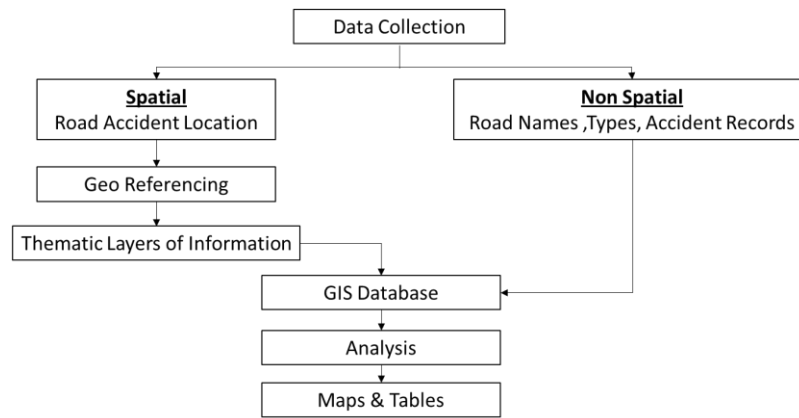 Data Collection
Spatial
Road Accident Location
Non Spatial
Road Names ,Types, Accident Records
Geo Referencing
Thematic Layers of Information
GIS Database
Analysis
Maps & Tables